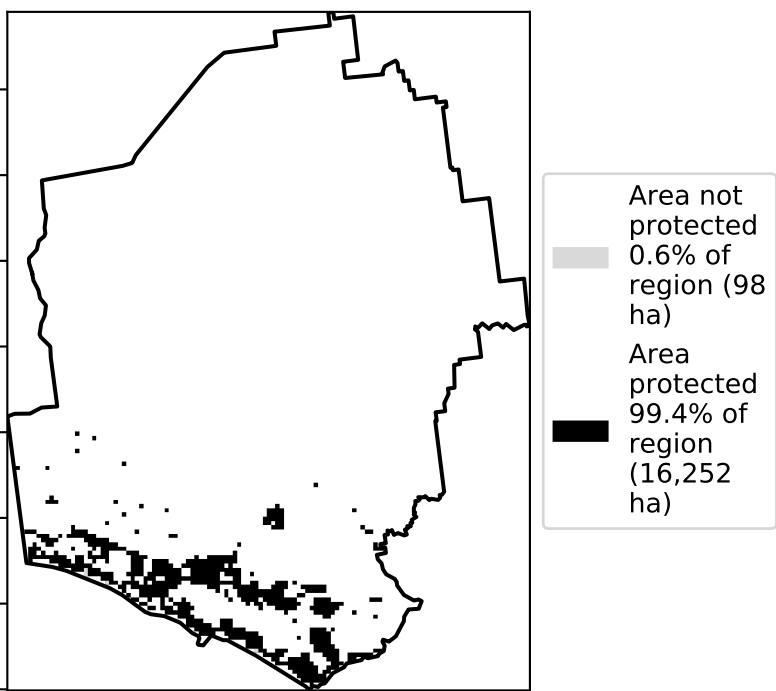 Area not
protected
0.6% of
region (98
ha)
Area
protected
99.4% of
region
(16,252
ha)